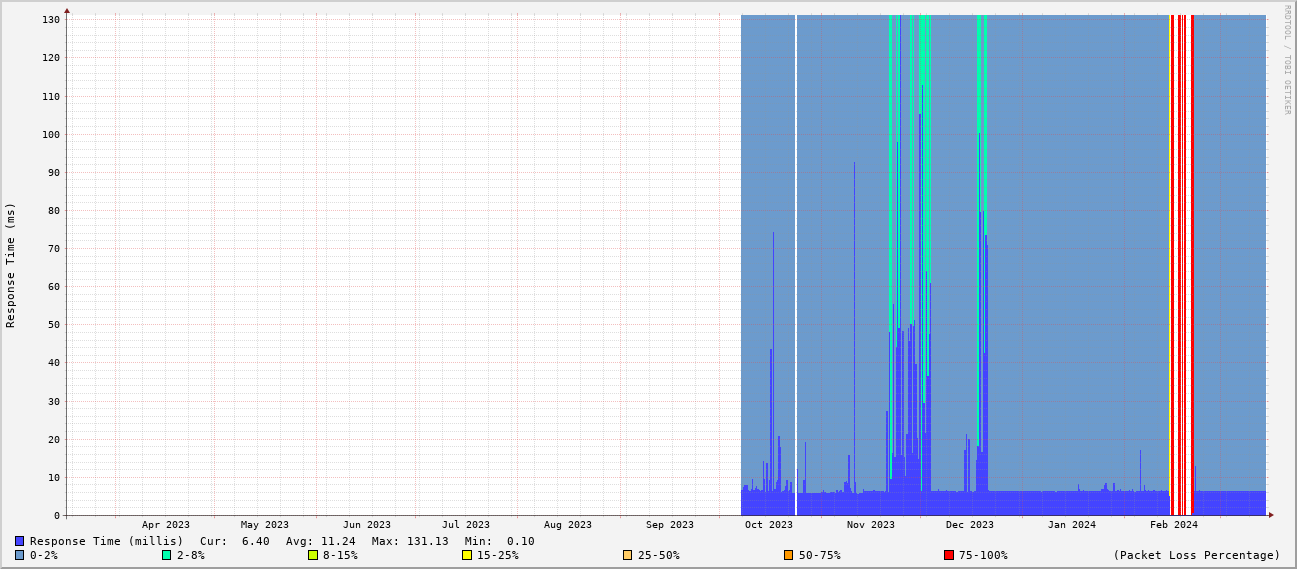 RRDTOOL / TOBI OETIKER
Response Time (ms)
130
120
110
100
90
80
70
60
50
40
30
20
10
0
Apr 2023 May 2023 Jun 2023 Jul 2023 Aug 2023 Sep 2023 Oct 2023 Nov 2023 Dec 2023 Jan 2024 Feb 2024
Response Time (millis) Cur: 6.40 Avg: 11.24 Max: 131.13 Min: 0.10
0-2% 2-8% 8-15% 15-25% 25-50% 50-75% 75-100% (Packet Loss Percentage)